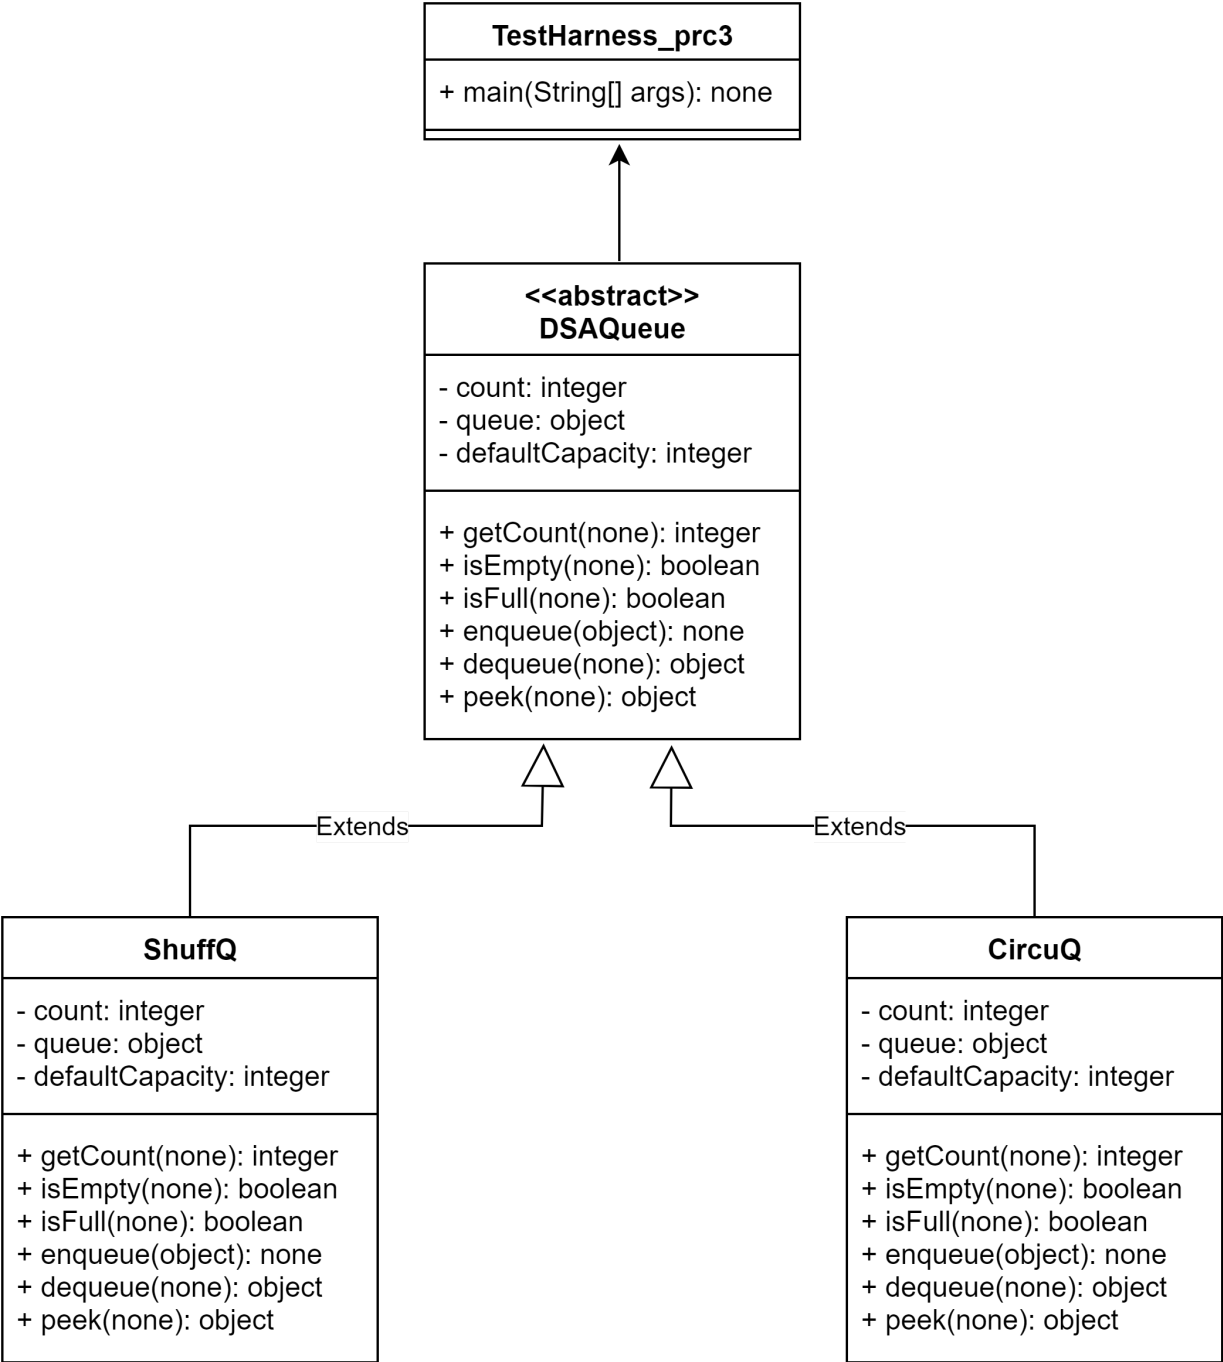 TestHarness_prc3
+ main(String[] args): none
<<abstract>>
DSAQueue
- count: integer
- queue: object
- defaultCapacity: integer
+ getCount(none): integer
+ isEmpty(none): boolean
+ isFull(none): boolean
+ enqueue(object): none
+ dequeue(none): object
+ peek(none): object
Extends
Extends
ShuffQ
- count: integer
- queue: object
- defaultCapacity: integer
+ getCount(none): integer
+ isEmpty(none): boolean
+ isFull(none): boolean
+ enqueue(object): none
+ dequeue(none): object
+ peek(none): object
CircuQ
- count: integer
- queue: object
- defaultCapacity: integer
+ getCount(none): integer
+ isEmpty(none): boolean
+ isFull(none): boolean
+ enqueue(object): none
+ dequeue(none): object
+ peek(none): object